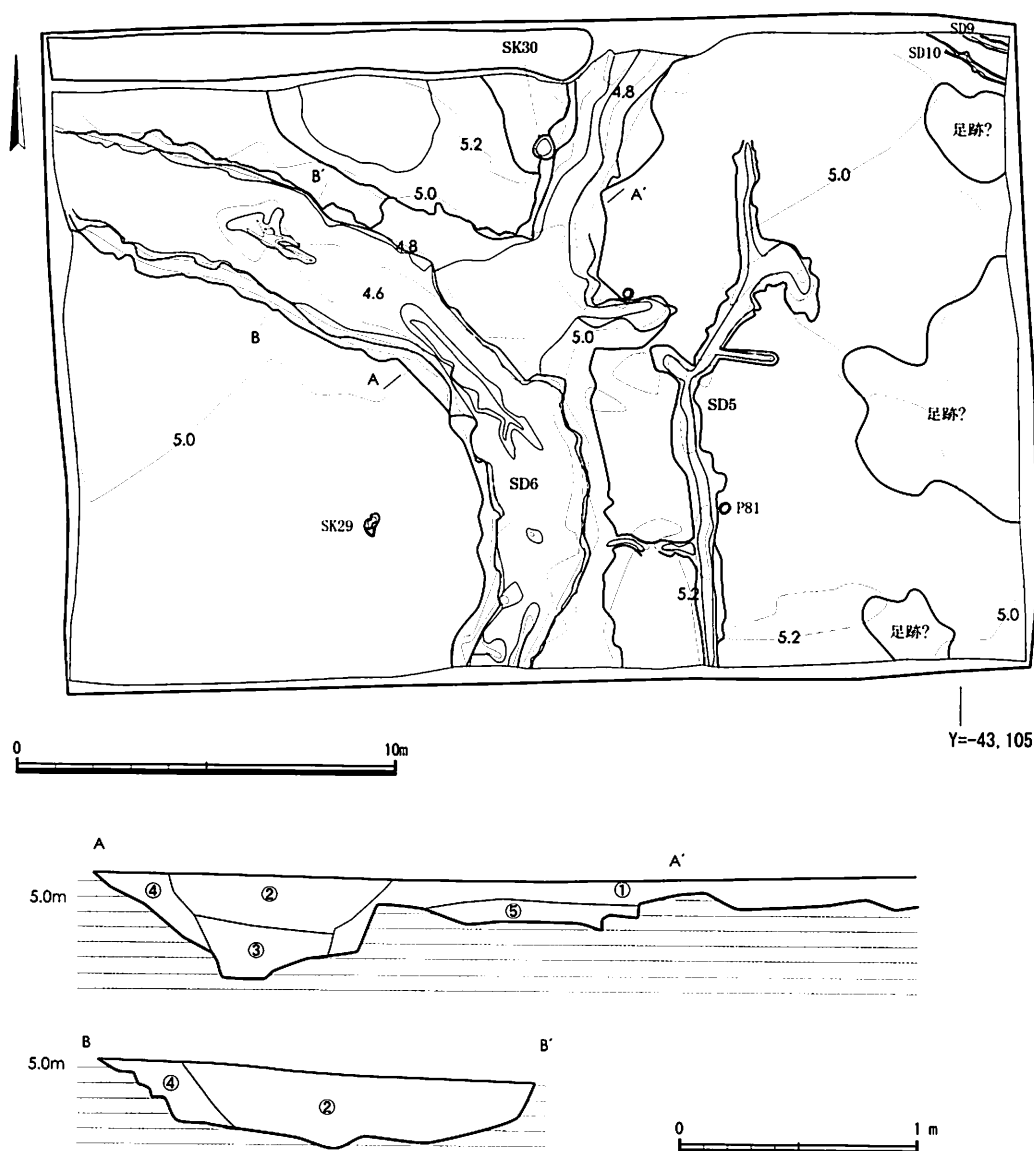 SK30
SD9
SD10
4.8
足跡?
5.2
B′
5.0
A′
5.0
4.8
4.6
5.0
B
A
SD5
足跡?
5.0
SD6
P81
SK29
5.2
足跡?
5.0
5.2
Y=-43,105
0 10m
A
A′
5.0m
④
②
①
⑤
③
B
B′
5.0m
④
②
0 1 m